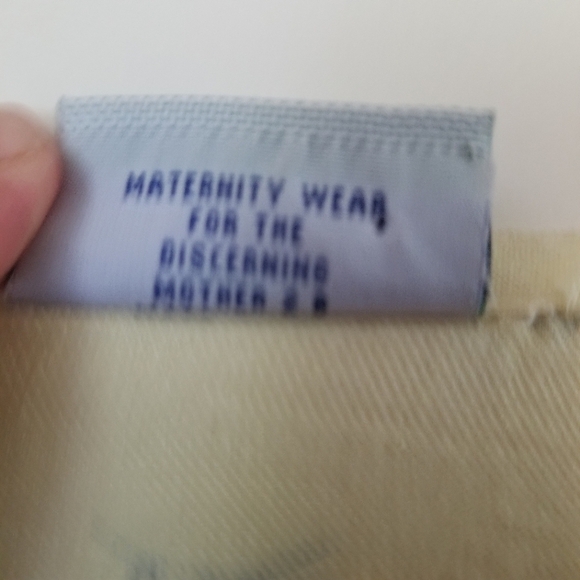 MATERNITY WEAR
FOR THE
DISCERNING
MOTHER